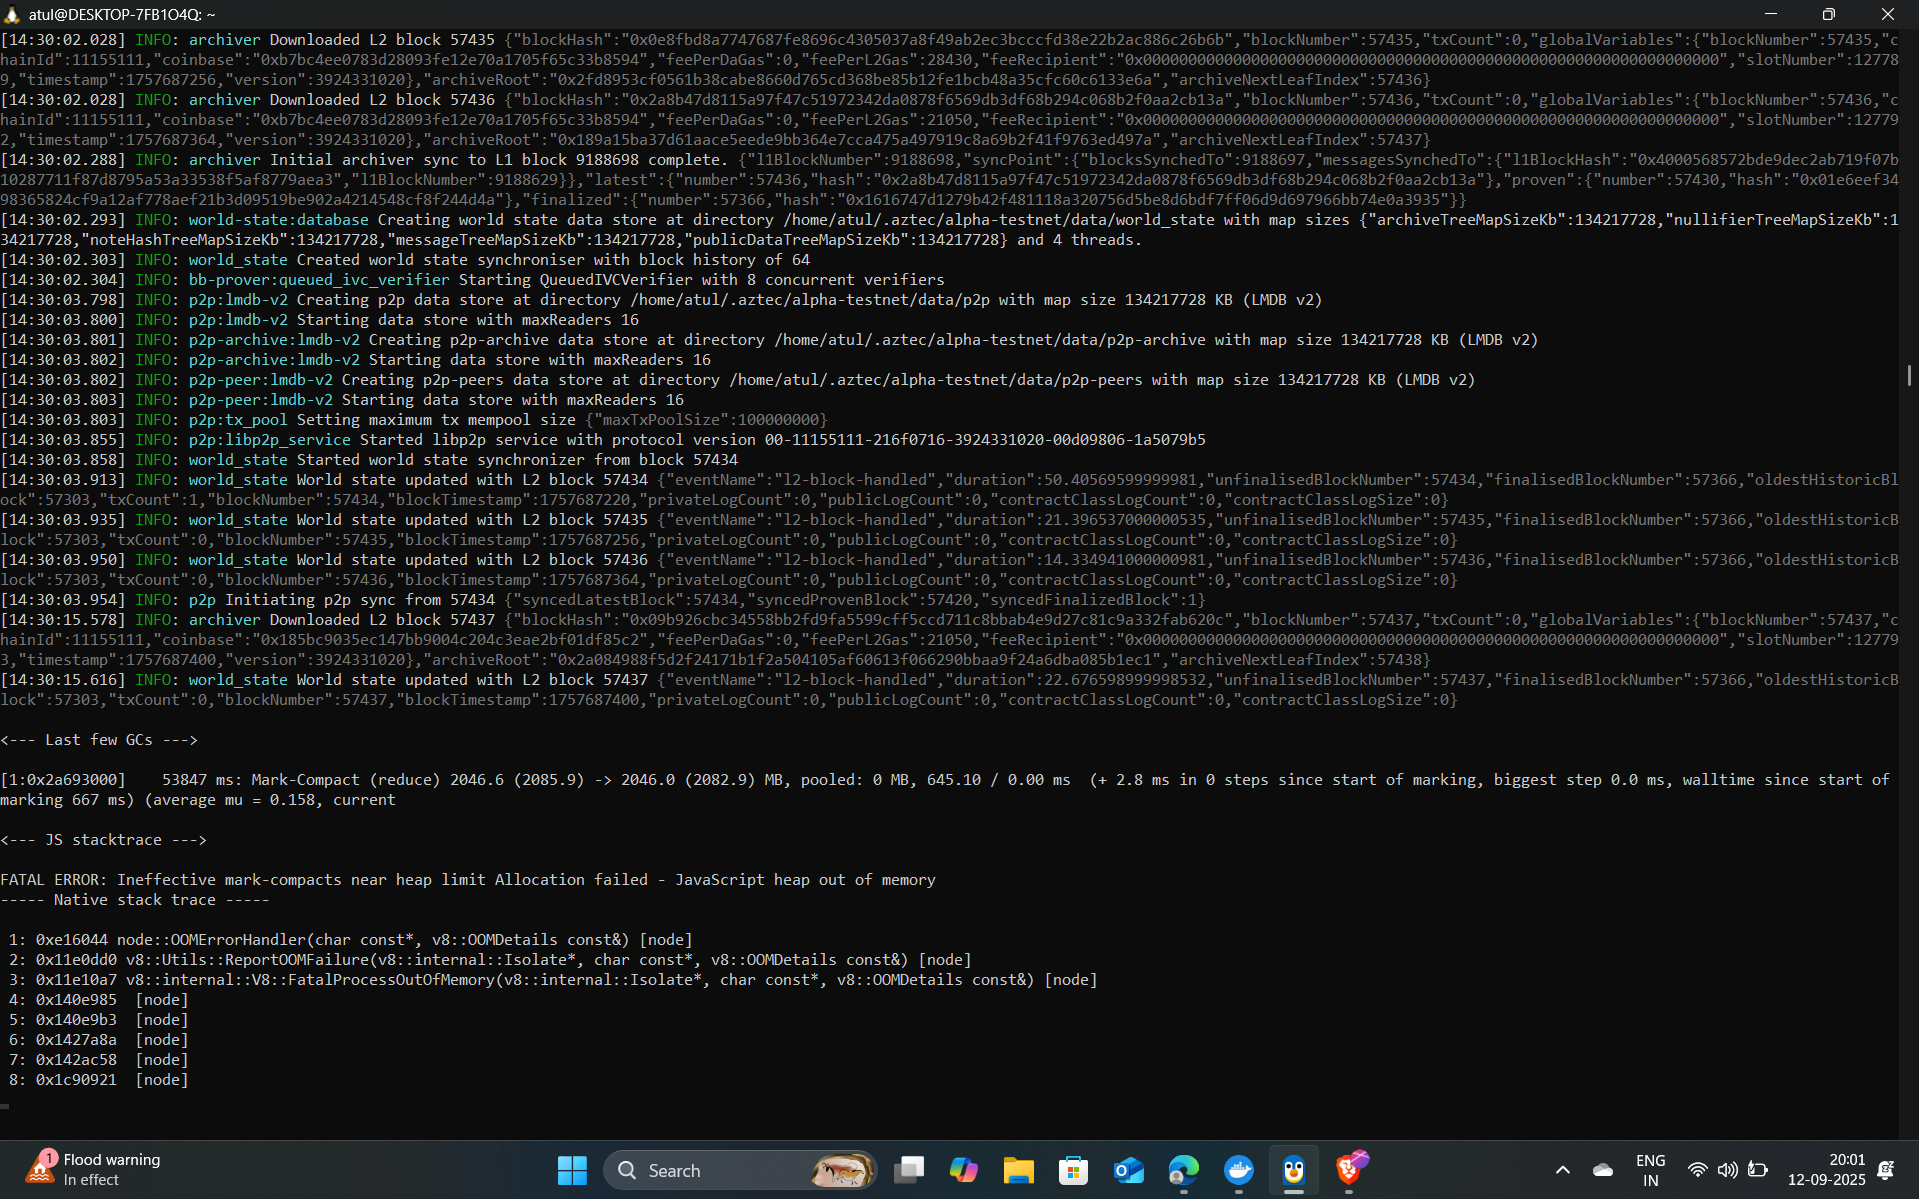 atul@DESKTOP-7FB1O4Q: ~
[14:30:02.028] INFO: archiver Downloaded L2 block 57435 {"blockHash":"0x0e8fbd8a7747687fe8696c4305037a8f49ab2ec3bcccfd38e22b2ac886c26b6b","blockNumber":57435,"txCount":0,"globalVariables":{"blockNumber":57435,"c
hainId":11155111,"coinbase":"0xb7bc4ee0783d28093fe12e70a1705f65c33b8594","feePerDaGas":0,"feePerL2Gas":28430,"feeRecipient":"0x0000000000000000000000000000000000000000000000000000000000000000","slotNumber":12778
9,"timestamp":1757687256,"version":3924331020},"archiveRoot":"0x2fd8953cf0561b38cabe8660d765cd368be85b12fe1bcb48a35cfc60c6133e6a","archiveNextLeafIndex":57436}
[14:30:02.028] INFO: archiver Downloaded L2 block 57436 {"blockHash":"0x2a8b47d8115a97f47c51972342da0878f6569db3df68b294c068b2f0aa2cb13a","blockNumber":57436,"txCount":0,"globalVariables":{"blockNumber":57436,"c
hainId":11155111,"coinbase":"0xb7bc4ee0783d28093fe12e70a1705f65c33b8594","feePerDaGas":0,"feePerL2Gas":21050,"feeRecipient":"0x0000000000000000000000000000000000000000000000000000000000000000","slotNumber":12779
2,"timestamp":1757687364,"version":3924331020},"archiveRoot":"0x189a15ba37d61aace5eede9bb364e7cca475a497919c8a69b2f41f9763ed497a","archiveNextLeafIndex":57437}
[14:30:02.288] INFO: archiver Initial archiver sync to L1 block 9188698 complete. {"l1BlockNumber":9188698,"syncPoint":{"blocksSynchedTo":9188697,"messagesSynchedTo":{"l1BlockHash":"0x4000568572bde9dec2ab719f07b
10287711f87d8795a53a33538f5af8779aea3","l1BlockNumber":9188629}},"latest":{"number":57436,"hash":"0x2a8b47d8115a97f47c51972342da0878f6569db3df68b294c068b2f0aa2cb13a"},"proven":{"number":57430,"hash":"0x01e6eef34
98365824cf9a12af778aef21b3d09519be902a4214548cf8f244d4a"},"finalized":{"number":57366,"hash":"0x1616747d1279b42f481118a320756d5be8d6bdf7ff06d9d697966bb74e0a3935"}}
[14:30:02.293] INFO: world-state:database Creating world state data store at directory /home/atul/.aztec/alpha-testnet/data/world_state with map sizes {"archiveTreeMapSizeKb":134217728,"nullifierTreeMapSizeKb":1
34217728,"noteHashTreeMapSizeKb":134217728,"messageTreeMapSizeKb":134217728,"publicDataTreeMapSizeKb":134217728} and 4 threads.
[14:30:02.303] INFO: world_state Created world state synchroniser with block history of 64
[14:30:02.304] INFO: bb-prover:queued_ivc_verifier Starting QueuedIVCVerifier with 8 concurrent verifiers
[14:30:03.798] INFO: p2p:lmdb-v2 Creating p2p data store at directory /home/atul/.aztec/alpha-testnet/data/p2p with map size 134217728 KB (LMDB v2)
[14:30:03.800] INFO: p2p:lmdb-v2 Starting data store with maxReaders 16
[14:30:03.801] INFO: p2p-archive:lmdb-v2 Creating p2p-archive data store at directory /home/atul/.aztec/alpha-testnet/data/p2p-archive with map size 134217728 KB (LMDB v2)
[14:30:03.802] INFO: p2p-archive:lmdb-v2 Starting data store with maxReaders 16
[14:30:03.802] INFO: p2p-peer:lmdb-v2 Creating p2p-peers data store at directory /home/atul/.aztec/alpha-testnet/data/p2p-peers with map size 134217728 KB (LMDB v2)
[14:30:03.803] INFO: p2p-peer:lmdb-v2 Starting data store with maxReaders 16
[14:30:03.803] INFO: p2p:tx_pool Setting maximum tx mempool size {"maxTxPoolSize":100000000}
[14:30:03.855] INFO: p2p:libp2p_service Started libp2p service with protocol version 00-11155111-216f0716-3924331020-00d09806-1a5079b5
[14:30:03.858] INFO: world_state Started world state synchronizer from block 57434
[14:30:03.913] INFO: world_state World state updated with L2 block 57434 {"eventName":"l2-block-handled","duration":50.40569599999981,"unfinalisedBlockNumber":57434,"finalisedBlockNumber":57366,"oldestHistoricBl
ock":57303,"txCount":1,"blockNumber":57434,"blockTimestamp":1757687220,"privateLogCount":0,"publicLogCount":0,"contractClassLogCount":0,"contractClassLogSize":0}
[14:30:03.935] INFO: world_state World state updated with L2 block 57435 {"eventName":"l2-block-handled","duration":21.396537000000535,"unfinalisedBlockNumber":57435,"finalisedBlockNumber":57366,"oldestHistoricB
lock":57303,"txCount":0,"blockNumber":57435,"blockTimestamp":1757687256,"privateLogCount":0,"publicLogCount":0,"contractClassLogCount":0,"contractClassLogSize":0}
[14:30:03.950] INFO: world_state World state updated with L2 block 57436 {"eventName":"l2-block-handled","duration":14.334941000000981,"unfinalisedBlockNumber":57436,"finalisedBlockNumber":57366,"oldestHistoricB
lock":57303,"txCount":0,"blockNumber":57436,"blockTimestamp":1757687364,"privateLogCount":0,"publicLogCount":0,"contractClassLogCount":0,"contractClassLogSize":0}
[14:30:03.954] INFO: p2p Initiating p2p sync from 57434 {"syncedLatestBlock":57434,"syncedProvenBlock":57420,"syncedFinalizedBlock":1}
[14:30:15.578] INFO: archiver Downloaded L2 block 57437 {"blockHash":"0x09b926cbc34558bb2fd9fa5599cff5ccd711c8bbab4e9d27c81c9a332fab620c","blockNumber":57437,"txCount":0,"globalVariables":{"blockNumber":57437,"c
hainId":11155111,"coinbase":"0x185bc9035ec147bb9004c204c3eae2bf01df85c2","feePerDaGas":0,"feePerL2Gas":21050,"feeRecipient":"0x0000000000000000000000000000000000000000000000000000000000000000","slotNumber":12779
3,"timestamp":1757687400,"version":3924331020},"archiveRoot":"0x2a084988f5d2f24171b1f2a504105af60613f066290bbaa9f24a6dba085b1ec1","archiveNextLeafIndex":57438}
[14:30:15.616] INFO: world_state World state updated with L2 block 57437 {"eventName":"l2-block-handled","duration":22.676598999998532,"unfinalisedBlockNumber":57437,"finalisedBlockNumber":57366,"oldestHistoricB
lock":57303,"txCount":0,"blockNumber":57437,"blockTimestamp":1757687400,"privateLogCount":0,"publicLogCount":0,"contractClassLogCount":0,"contractClassLogSize":0}
<--- Last few GCs --->
[1:0x2a693000]    53847 ms: Mark-Compact (reduce) 2046.6 (2085.9) -> 2046.0 (2082.9) MB, pooled: 0 MB, 645.10 / 0.00 ms  (+ 2.8 ms in 0 steps since start of marking, biggest step 0.0 ms, walltime since start of
marking 667 ms) (average mu = 0.158, current
<--- JS stacktrace --->
FATAL ERROR: Ineffective mark-compacts near heap limit Allocation failed - JavaScript heap out of memory
----- Native stack trace -----
1: 0xe16044 node::OOMErrorHandler(char const*, v8::OOMDetails const&) [node]
2: 0x11e0dd0 v8::Utils::ReportOOMFailure(v8::internal::Isolate*, char const*, v8::OOMDetails const&) [node]
3: 0x11e10a7 v8::internal::V8::FatalProcessOutOfMemory(v8::internal::Isolate*, char const*, v8::OOMDetails const&) [node]
4: 0x140e985  [node]
5: 0x140e9b3  [node]
6: 0x1427a8a  [node]
7: 0x142ac58  [node]
8: 0x1c90921  [node]
1
Flood warning
In effect
Search
ENG
IN
20:01
12-09-2025